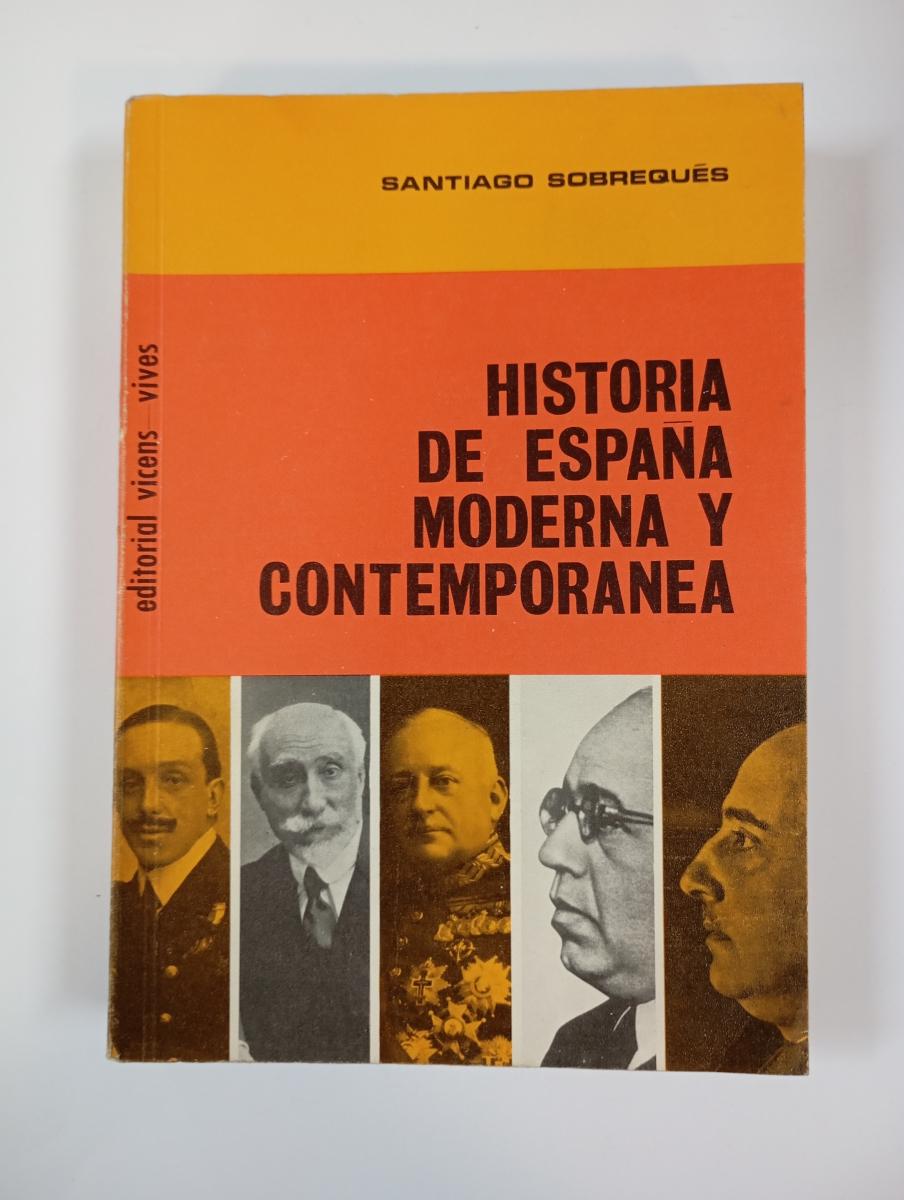 SANTIAGO SOBREQUÉS
HISTORIA
DE ESPAÑA
MODERNA Y
CONTEMPORANEA
editorial vicens-vives